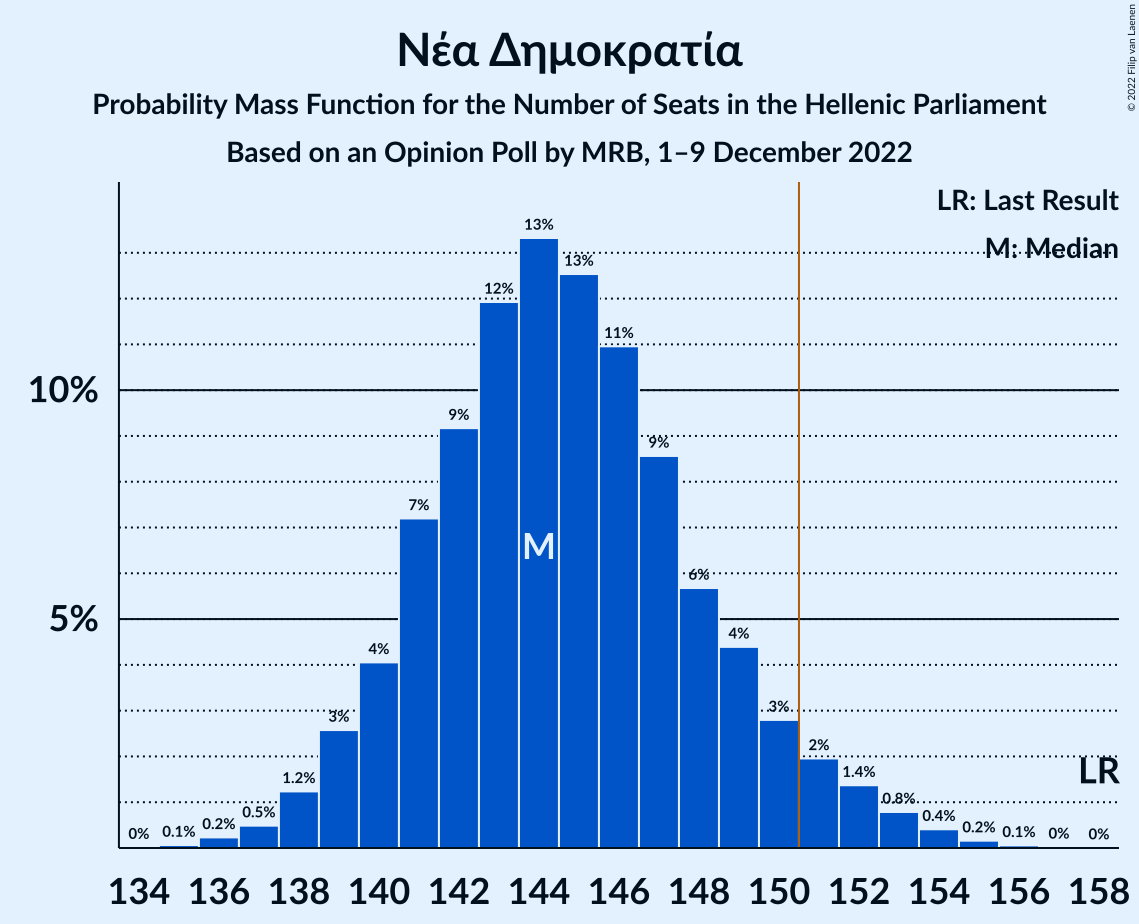 Νέα Δημοκρατία
Probability Mass Function for the Number of Seats in the Hellenic Parliament
Based on an Opinion Poll by MRB, 1–9 December 2022
© 2022 Filip van Laenen
LR: Last Result
M: Median
13%
13%
12%
11%
10%
9%
9%
7%
M
6%
5%
4%
4%
3%
3%
2%
LR
1.2%
1.4%
0% 0.1% 0.2% 0.5%
0.8% 0.4% 0.2% 0.1% 0% 0%
134 136 138 140 142 144 146 148 150 152 154 156 158